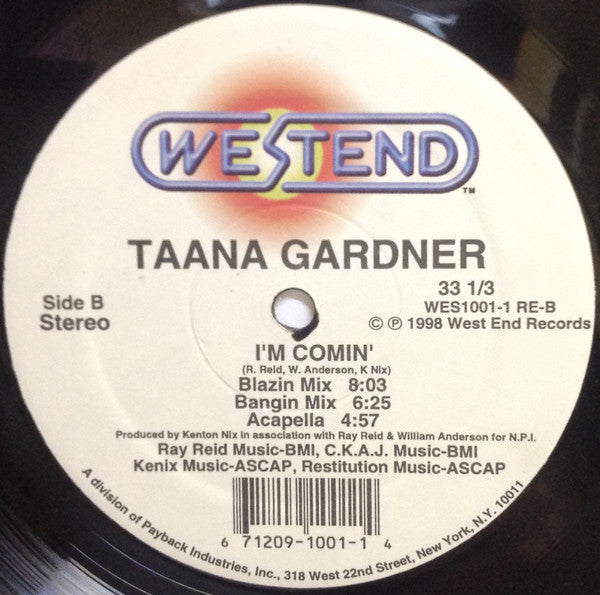 WESTEND
TM
TAANA GARDNER
Side B
Stereo
33 1/3
WES1001-1 RE-B
© ℗ 1998 West End Records
I'M COMIN'
(R. Reid, W. Anderson, K Nix)
Blazin Mix 8:03
Bangin Mix 6:25
Acapella 4:57
Produced by Kenton Nix in association with Ray Reid & William Anderson for N.P.I.
Ray Reid Music-BMI, C.K.A.J. Music-BMI
Kenix Music-ASCAP, Restitution Music-ASCAP
6 71209-1001-1 4
A division of Payback Industries, Inc., 318 West 22nd Street, New York, N.Y. 10011